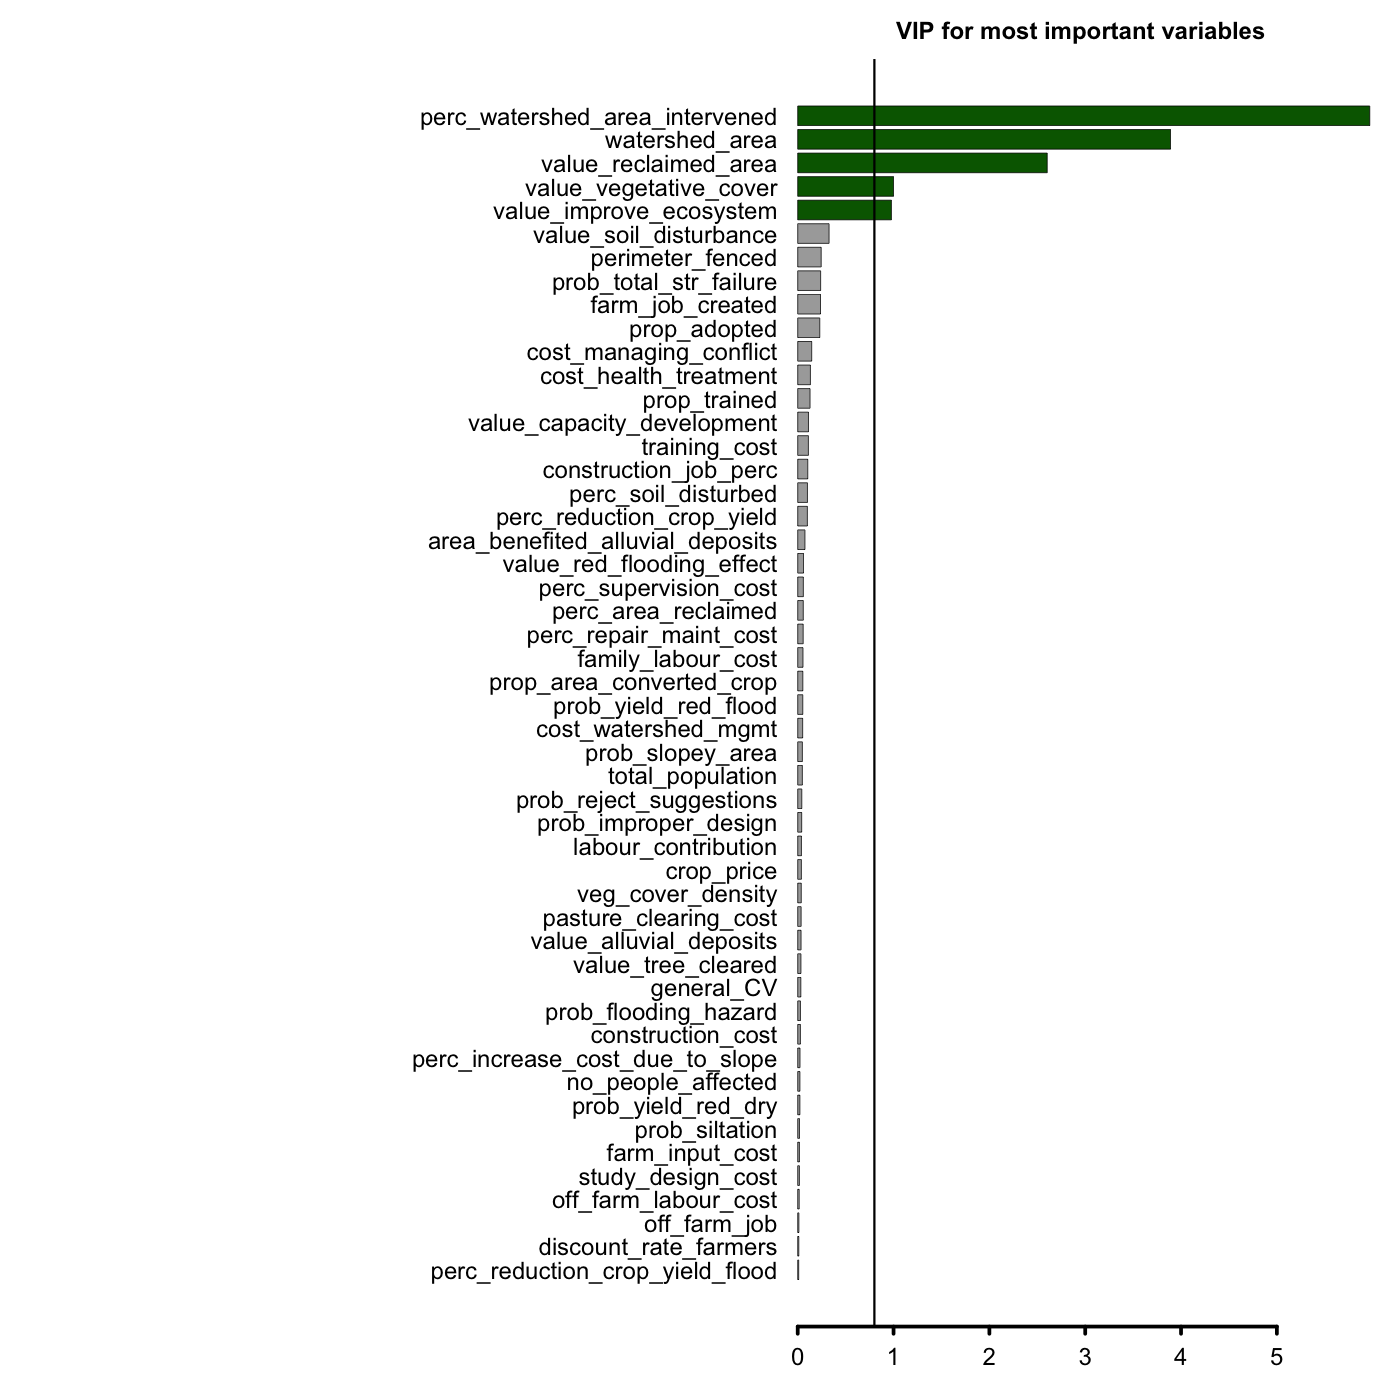 VIP for most important variables
perc_watershed_area_intervened
watershed_area
value_reclaimed_area
value_vegetative_cover
value_improve_ecosystem
value_soil_disturbance
perimeter_fenced
prob_total_str_failure
farm_job_created
prop_adopted
cost_managing_conflict
cost_health_treatment
prop_trained
value_capacity_development
training_cost
construction_job_perc
perc_soil_disturbed
perc_reduction_crop_yield
area_benefited_alluvial_deposits
value_red_flooding_effect
perc_supervision_cost
perc_area_reclaimed
perc_repair_maint_cost
family_labour_cost
prop_area_converted_crop
prob_yield_red_flood
cost_watershed_mgmt
prob_slopey_area
total_population
prob_reject_suggestions
prob_improper_design
labour_contribution
crop_price
veg_cover_density
pasture_clearing_cost
value_alluvial_deposits
value_tree_cleared
general_CV
prob_flooding_hazard
construction_cost
perc_increase_cost_due_to_slope
no_people_affected
prob_yield_red_dry
prob_siltation
farm_input_cost
study_design_cost
off_farm_labour_cost
off_farm_job
discount_rate_farmers
perc_reduction_crop_yield_flood
0 1 2 3 4 5